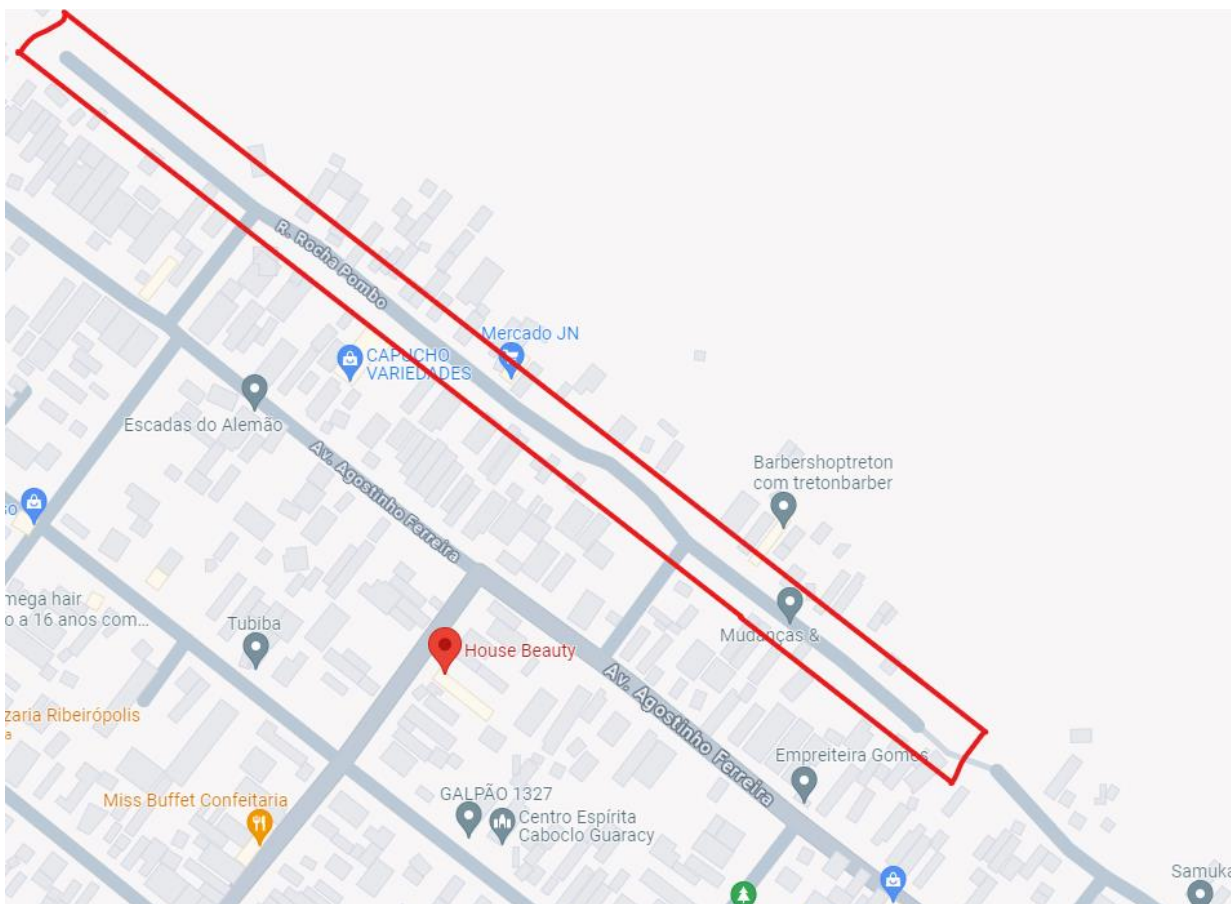 R. Rocha Pombo
Mercado JN
CAPUCHO
VARIEDADES
Escadas do Alemão
Av. Agostinho Ferreira
Barbershoptreton
com tretonbarber
mega hair
o a 16 anos com...
Tubiba
Mudanças &
House Beauty
Av. Agostinho Ferreira
zaria Ribeirópolis
a
Empreiteira Gomes
Miss Buffet Confeitaria
GALPÃO 1327
Centro Espírita
Caboclo Guaracy
Samuka